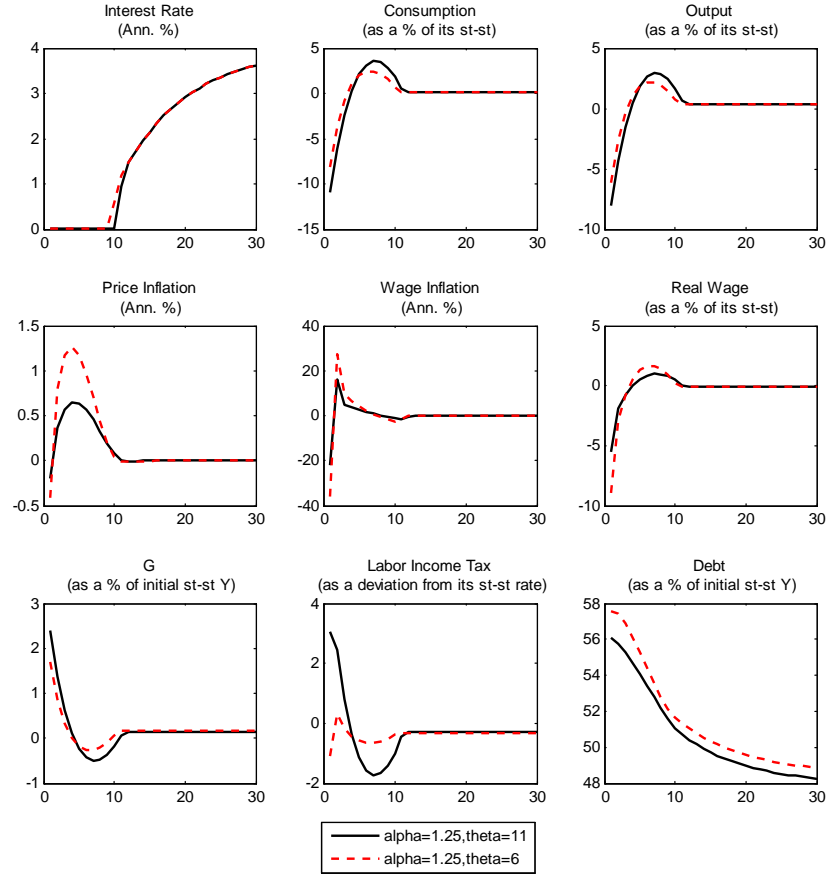 Interest Rate
(Ann. %)
4
3
2
1
0
0 10 20 30
Consumption
(as a % of its st-st)
5
0
-5
-10
-15
0 10 20 30
Output
(as a % of its st-st)
5
0
-5
-10
0 10 20 30
Price Inflation
(Ann. %)
1.5
1
0.5
0
-0.5
0 10 20 30
Wage Inflation
(Ann. %)
40
20
0
-20
-40
0 10 20 30
Real Wage
(as a % of its st-st)
5
0
-5
-10
0 10 20 30
G
(as a % of initial st-st Y)
3
2
1
0
-1
0 10 20 30
Labor Income Tax
(as a deviation from its st-st rate)
4
2
0
-2
0 10 20 30
Debt
(as a % of initial st-st Y)
58
56
54
52
50
48
0 10 20 30
alpha=1.25,theta=11
alpha=1.25,theta=6